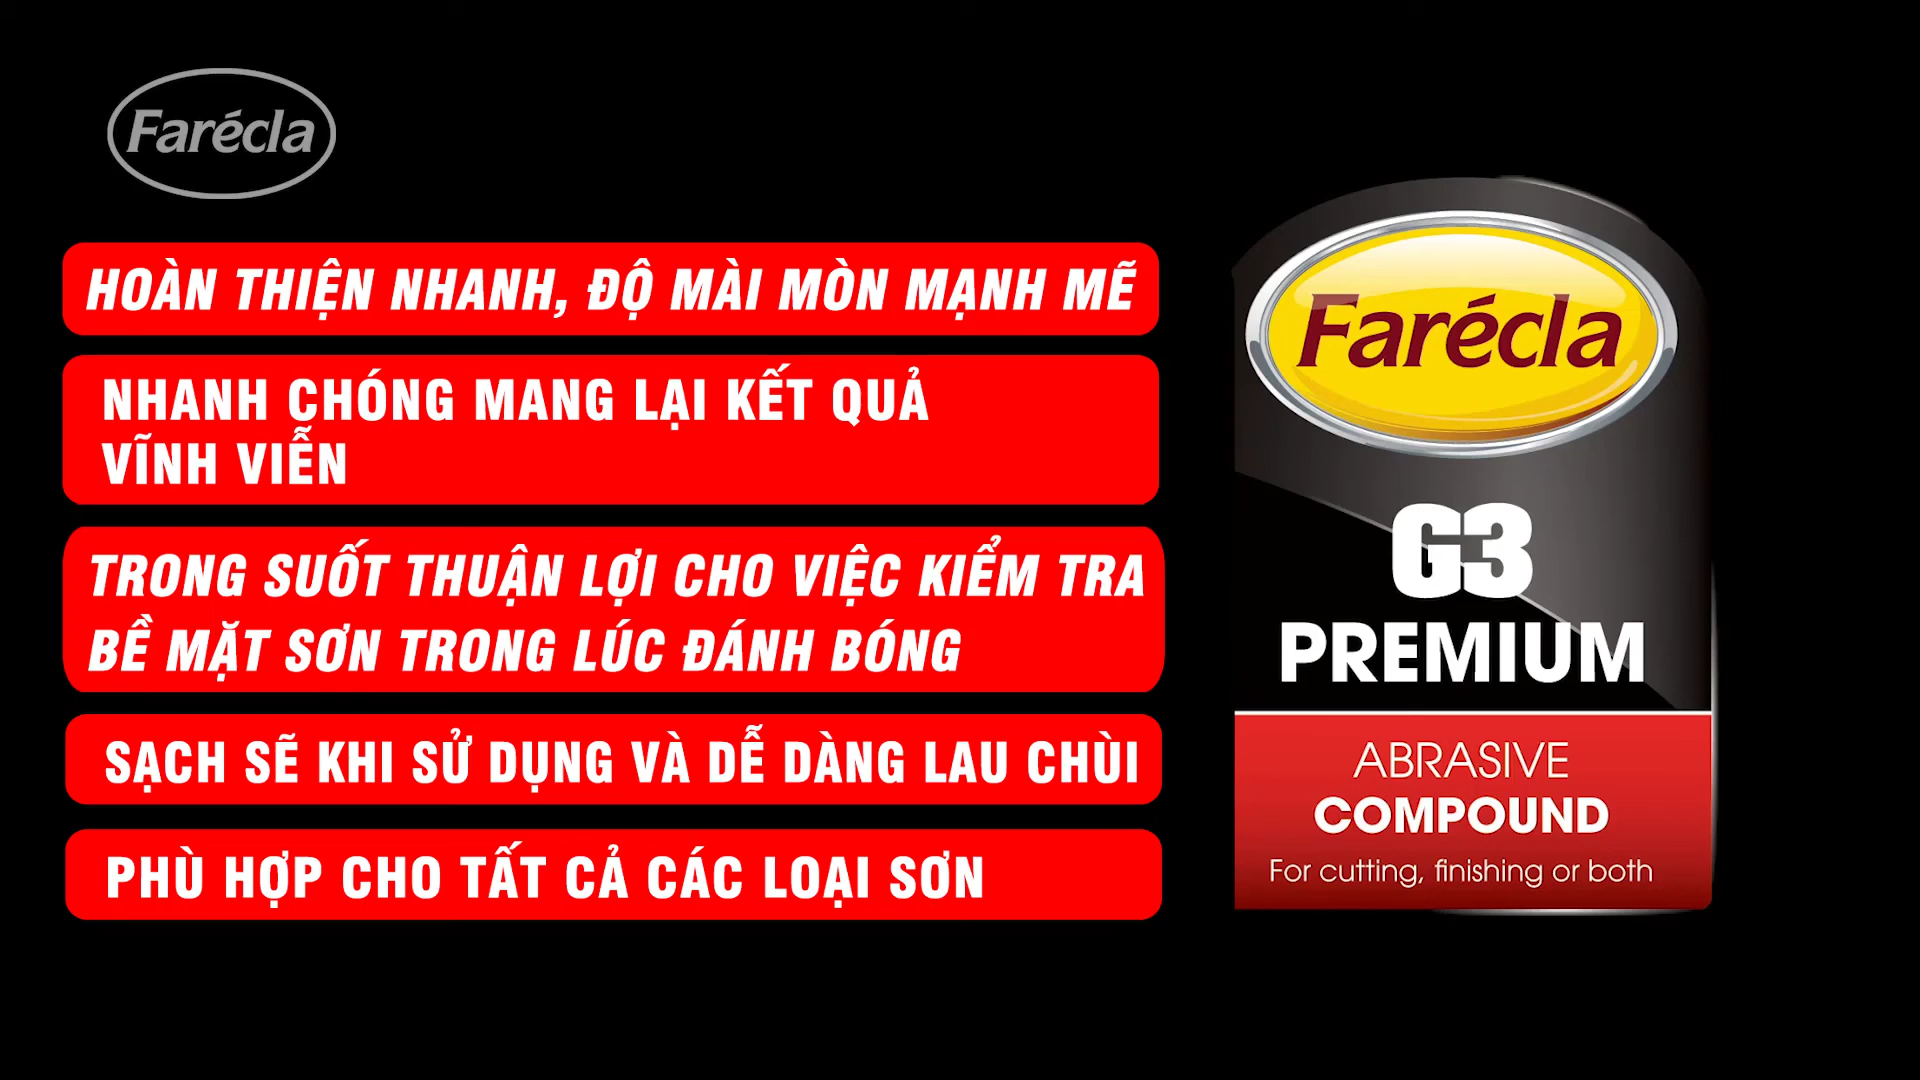 Farécla
HOÀN THIỆN NHANH, ĐỘ MÀI MÒN MẠNH MẼ
NHANH CHÓNG MANG LẠI KẾT QUẢ
VĨNH VIỄN
TRONG SUỐT THUẬN LỢI CHO VIỆC KIỂM TRA
BỀ MẶT SƠN TRONG LÚC ĐÁNH BÓNG
SẠCH SẼ KHI SỬ DỤNG VÀ DỄ DÀNG LAU CHÙI
PHÙ HỢP CHO TẤT CẢ CÁC LOẠI SƠN
Farécla
G3
PREMIUM
ABRASIVE
COMPOUND
For cutting, finishing or both